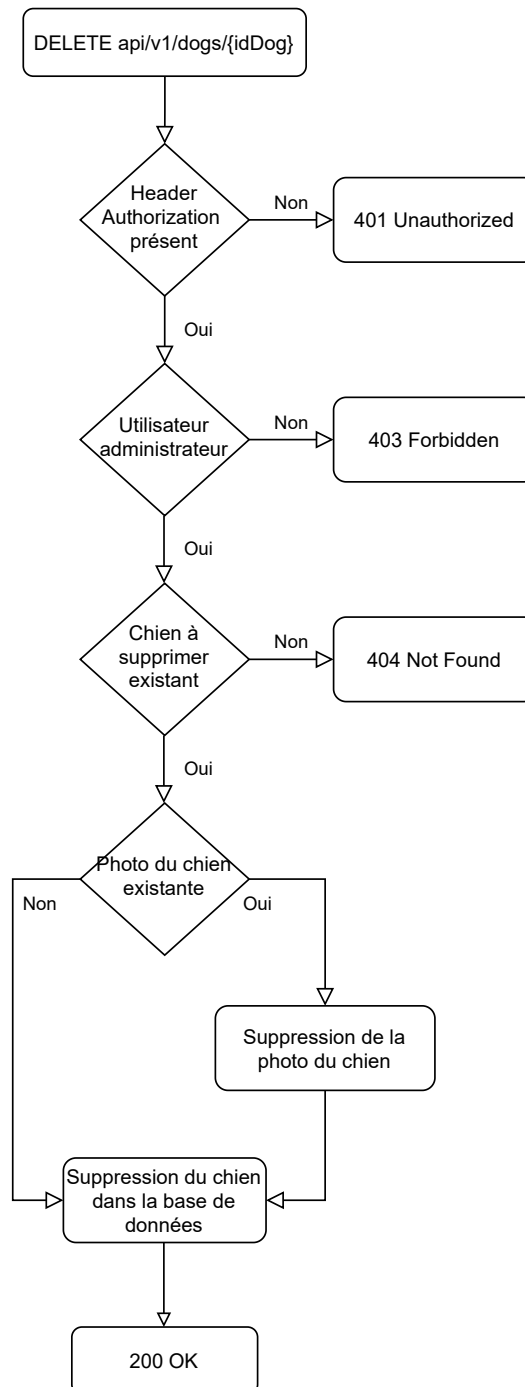 DELETE api/v1/dogs/{idDog}
Header
Authorization
présent
Non
401 Unauthorized
Oui
Utilisateur
administrateur
Non
403 Forbidden
Oui
Chien à
supprimer
existant
Non
404 Not Found
Oui
Photo du chien
existante
Non
Oui
Suppression de la
photo du chien
Suppression du chien
dans la base de
données
200 OK